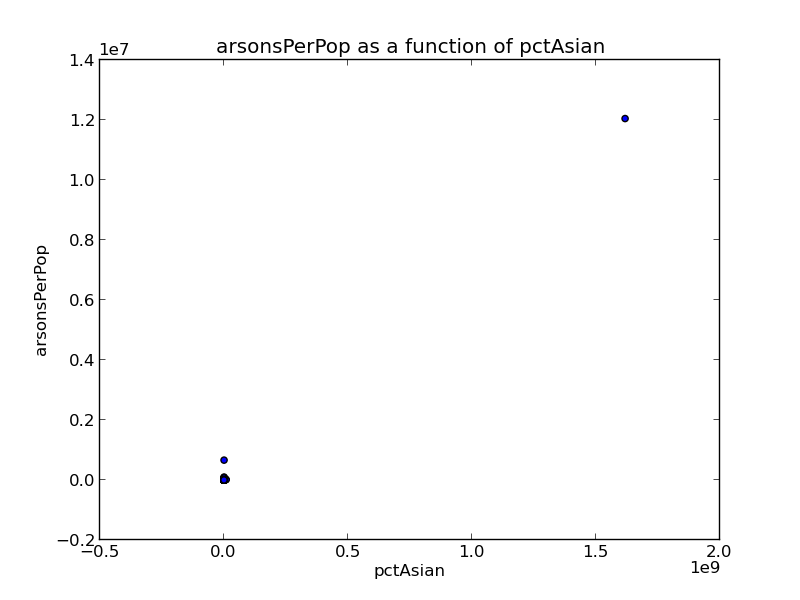 arsonsPerPop as a function of pctAsian
1e7
1.4
1.2
1.0
0.8
0.6
0.4
0.2
0.0
−0.2
arsonsPerPop
−0.5 0.0 0.5 1.0 1.5 2.0
1e9
pctAsian